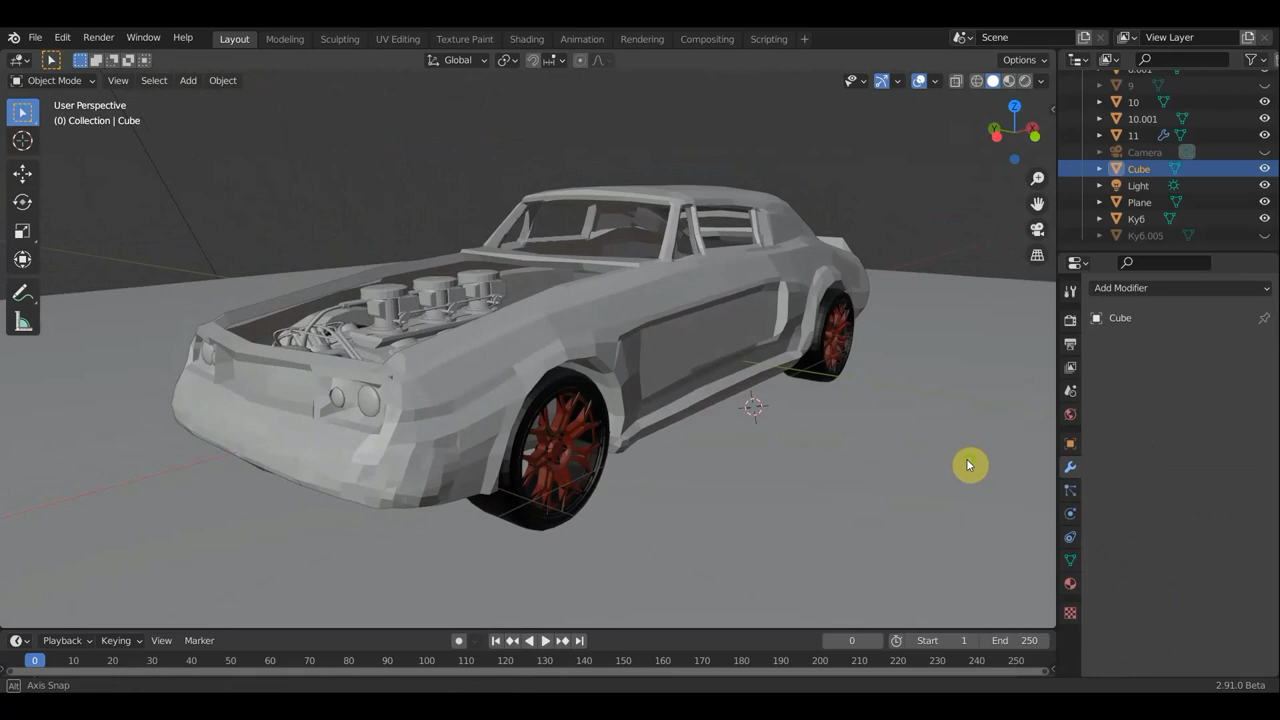 File Edit Render Window Help Layout Modeling Sculpting UV Editing Texture Paint Shading Animation Rendering Compositing Scripting + Scene View Layer
Global Options
Object Mode View Select Add Object
User Perspective
(0) Collection | Cube
Z
Y
X
9
10
10.001
11
Camera
Cube
Light
Plane
Куб
Куб.005
Add Modifier
Cube
Playback Keying View Marker 0 Start 1 End 250
0 10 20 30 40 50 60 70 80 90 100 110 120 130 140 150 160 170 180 190 200 210 220 230 240 250
Alt Axis Snap 2.91.0 Beta